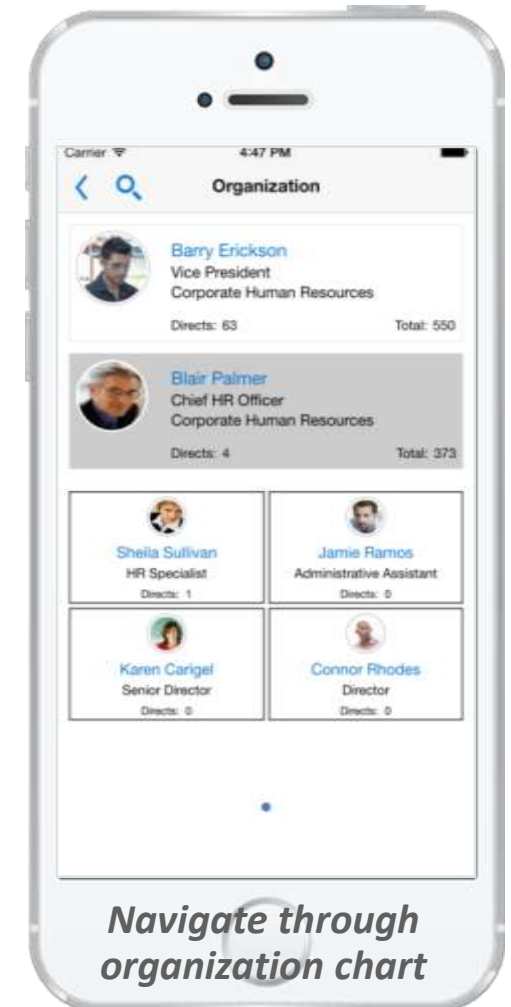 Carrier 4:47 PM
Organization
Barry Erickson
Vice President
Corporate Human Resources
Directs: 63 Total: 550
Blair Palmer
Chief HR Officer
Corporate Human Resources
Directs: 4 Total: 373
Sheila Sullivan
HR Specialist
Directs: 1
Jamie Ramos
Administrative Assistant
Directs: 0
Karen Carigel
Senior Director
Directs: 0
Connor Rhodes
Director
Directs: 0
Navigate through
organization chart